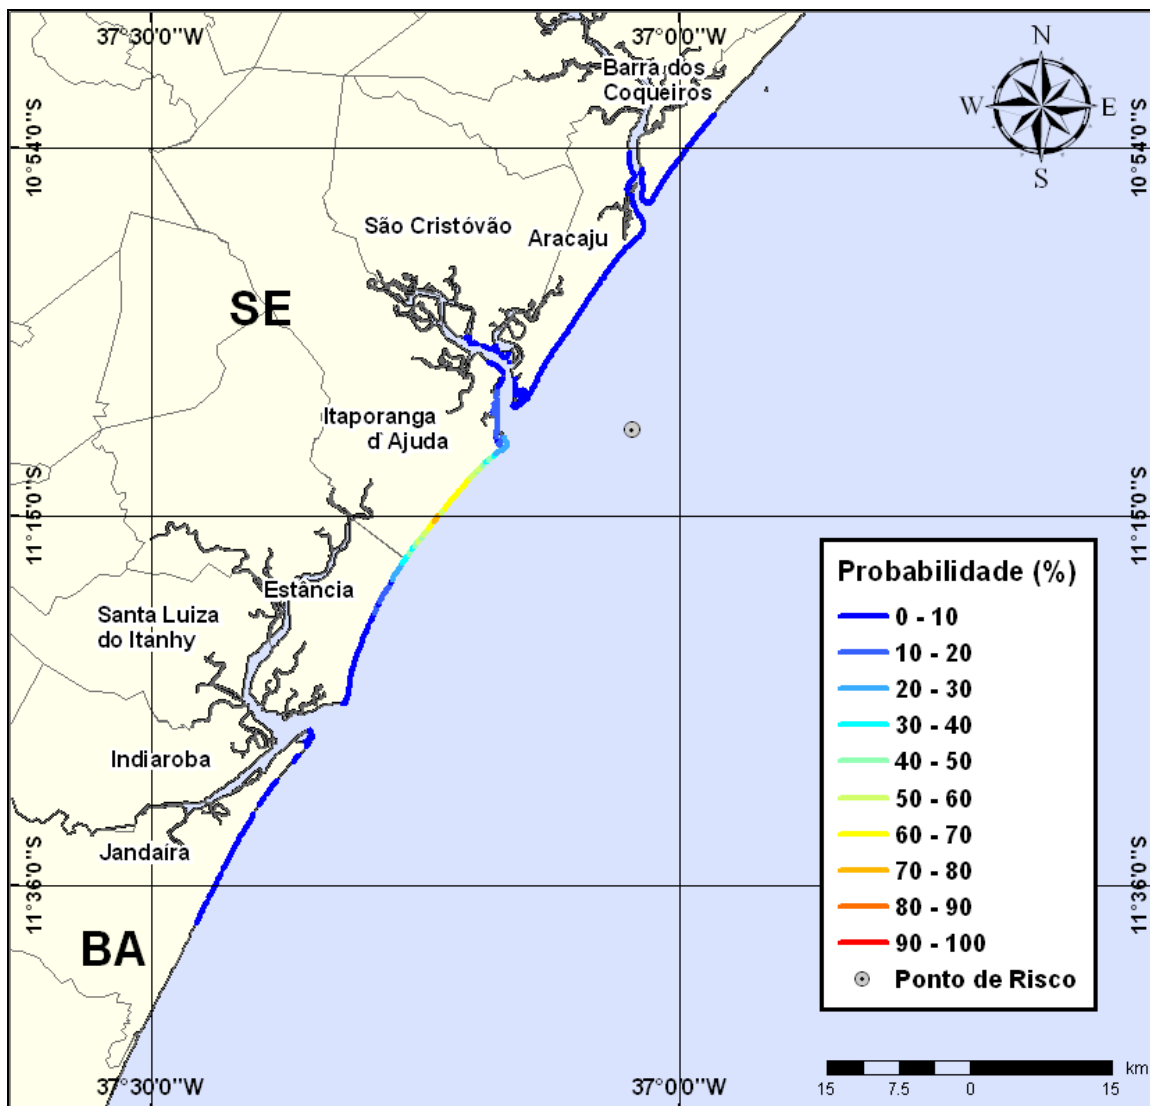 37°30'0"W
37°0'0"W
N
W
E
S
Barra dos
Coqueiros
10°54'0"S
10°54'0"S
São Cristóvão
Aracaju
SE
Itaporanga
d`Ajuda
11°15'0"S
11°15'0"S
Estância
Santa Luiza
do Itanhy
Indiaroba
Jandaíra
11°36'0"S
11°36'0"S
BA
Probabilidade (%)
0 - 10
10 - 20
20 - 30
30 - 40
40 - 50
50 - 60
60 - 70
70 - 80
80 - 90
90 - 100
Ponto de Risco
km
15 7.5 0 15
37°30'0"W
37°0'0"W